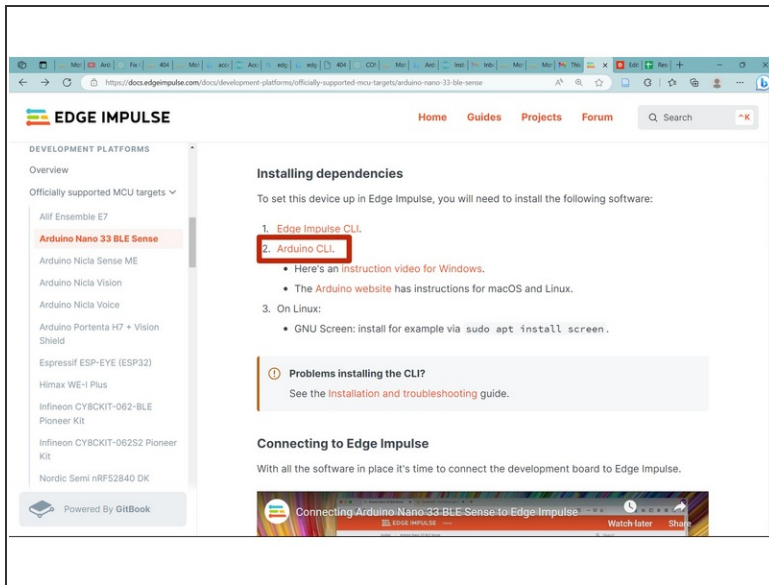 https://docs.edgeimpulse.com/docs/development-platforms/officially-supported-mcu-targets/arduino-nano-33-ble-sense
EDGE IMPULSE
Home Guides Projects Forum Search ^K
DEVELOPMENT PLATFORMS
Overview
Officially supported MCU targets
Alif Ensemble E7
Arduino Nano 33 BLE Sense
Arduino Nicla Sense ME
Arduino Nicla Vision
Arduino Nicla Voice
Arduino Portenta H7 + Vision
Shield
Espressif ESP-EYE (ESP32)
Himax WE-I Plus
Infineon CY8CKIT-062-BLE
Pioneer Kit
Infineon CY8CKIT-062S2 Pioneer
Kit
Nordic Semi nRF52840 DK
Powered By GitBook
Installing dependencies
To set this device up in Edge Impulse, you will need to install the following software:
1. Edge Impulse CLI.
2. Arduino CLI.
• Here's an instruction video for Windows.
• The Arduino website has instructions for macOS and Linux.
3. On Linux:
• GNU Screen: install for example via sudo apt install screen.
Problems installing the CLI?
See the Installation and troubleshooting guide.
Connecting to Edge Impulse
With all the software in place it's time to connect the development board to Edge Impulse.
Connecting Arduino Nano 33 BLE Sense to Edge Impulse
Watch later Share
EDGE IMPULSE